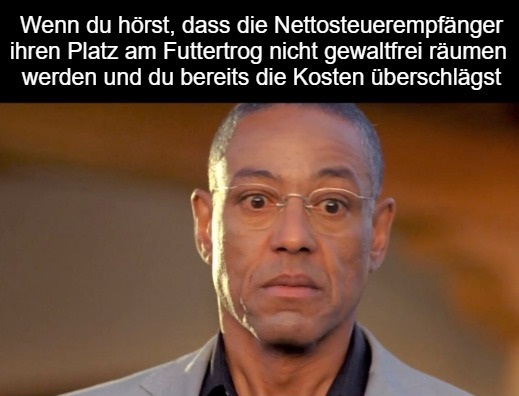 Wenn du hörst, dass die Nettosteuerempfänger
ihren Platz am Futtertrog nicht gewaltfrei räumen
werden und du bereits die Kosten überschlägst